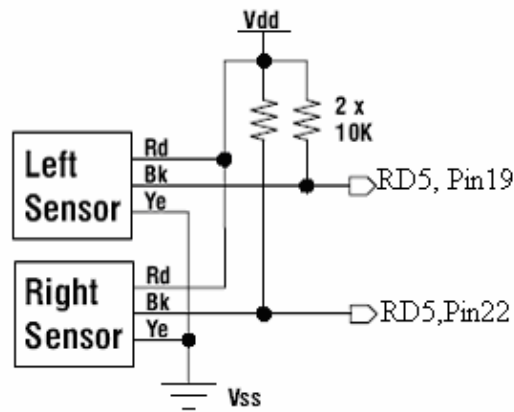 Vdd
2 x
10K
Left
Sensor
Rd
Bk
Ye
RD5, Pin19
Right
Sensor
Rd
Bk
Ye
RD5,Pin22
Vss